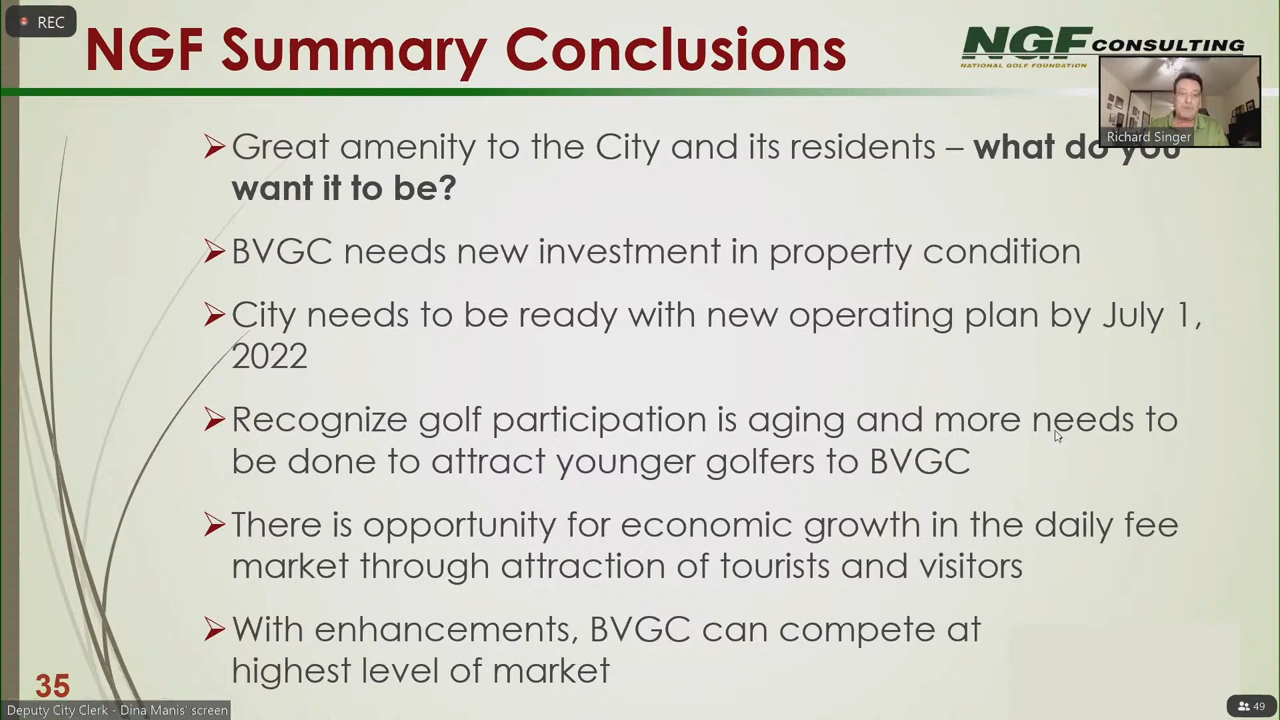 REC
NGF Summary Conclusions
NGF CONSULTING
NATIONAL GOLF FOUNDATION
Richard Singer
➢Great amenity to the City and its residents – what do you
want it to be?
➢BVGC needs new investment in property condition
➢City needs to be ready with new operating plan by July 1,
2022
➢Recognize golf participation is aging and more needs to
be done to attract younger golfers to BVGC
➢There is opportunity for economic growth in the daily fee
market through attraction of tourists and visitors
➢With enhancements, BVGC can compete at
highest level of market
35
Deputy City Clerk - Dina Manis' screen
49